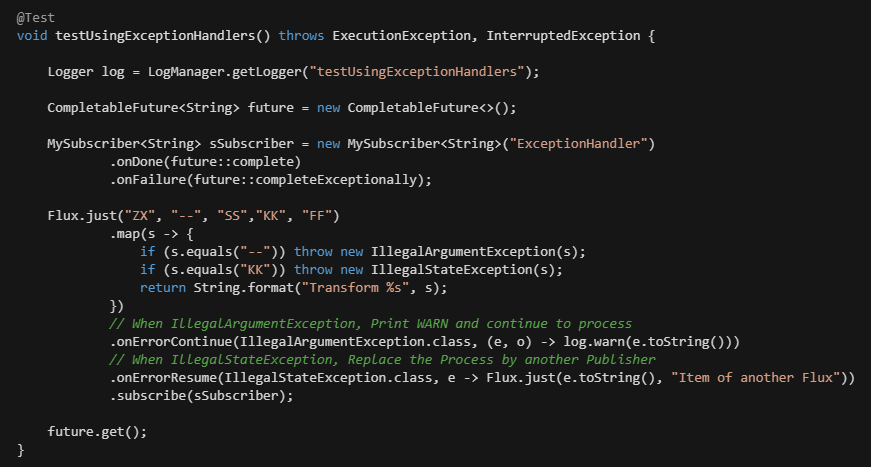 @Test
void testUsingExceptionHandlers() throws ExecutionException, InterruptedException {
Logger log = LogManager.getLogger("testUsingExceptionHandlers");
CompletableFuture<String> future = new CompletableFuture<>();
MySubscriber<String> sSubscriber = new MySubscriber<String>("ExceptionHandler")
.onDone(future::complete)
.onFailure(future::completeExceptionally);
Flux.just("ZX", "--", "SS","KK", "FF")
.map(s -> {
if (s.equals("--")) throw new IllegalArgumentException(s);
if (s.equals("KK")) throw new IllegalStateException(s);
return String.format("Transform %s", s);
})
// When IllegalArgumentException, Print WARN and continue to process
.onErrorContinue(IllegalArgumentException.class, (e, o) -> log.warn(e.toString()))
// When IllegalStateException, Replace the Process by another Publisher
.onErrorResume(IllegalStateException.class, e -> Flux.just(e.toString(), "Item of another Flux"))
.subscribe(sSubscriber);
future.get();
}